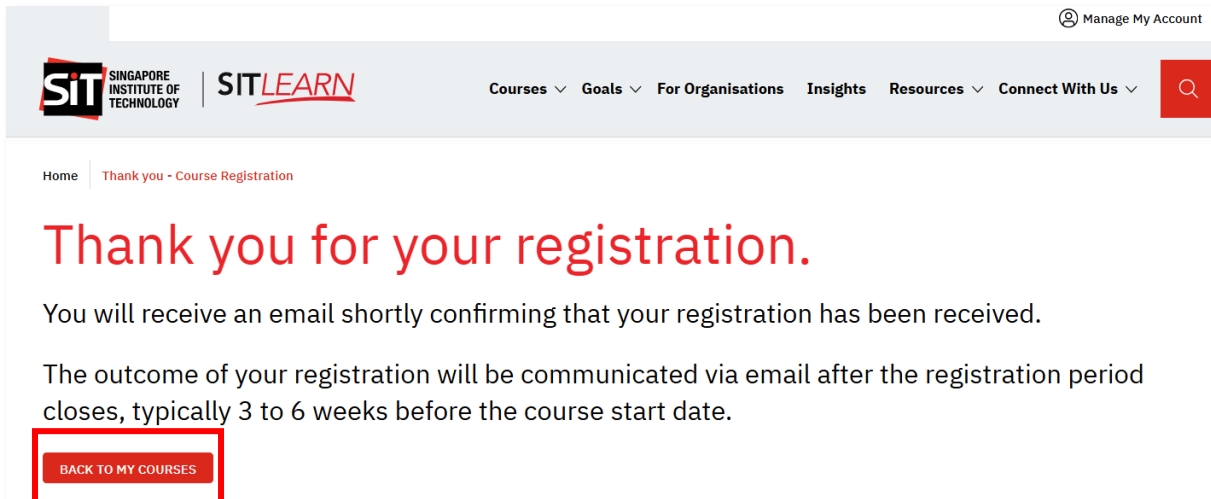 Manage My Account
SiT SINGAPORE
INSTITUTE OF
TECHNOLOGY
SITLEARN
Courses Goals For Organisations Insights Resources Connect With Us
Home Thank you - Course Registration
Thank you for your registration.
You will receive an email shortly confirming that your registration has been received.
The outcome of your registration will be communicated via email after the registration period
closes, typically 3 to 6 weeks before the course start date.
BACK TO MY COURSES